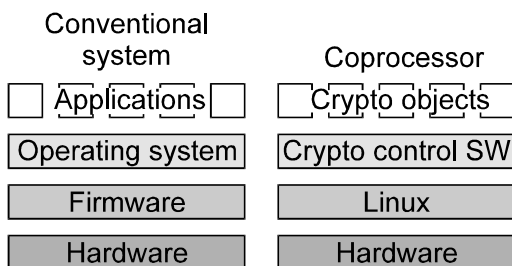 Conventional
system
Applications
Operating system
Firmware
Hardware
Coprocessor
Crypto objects
Crypto control SW
Linux
Hardware